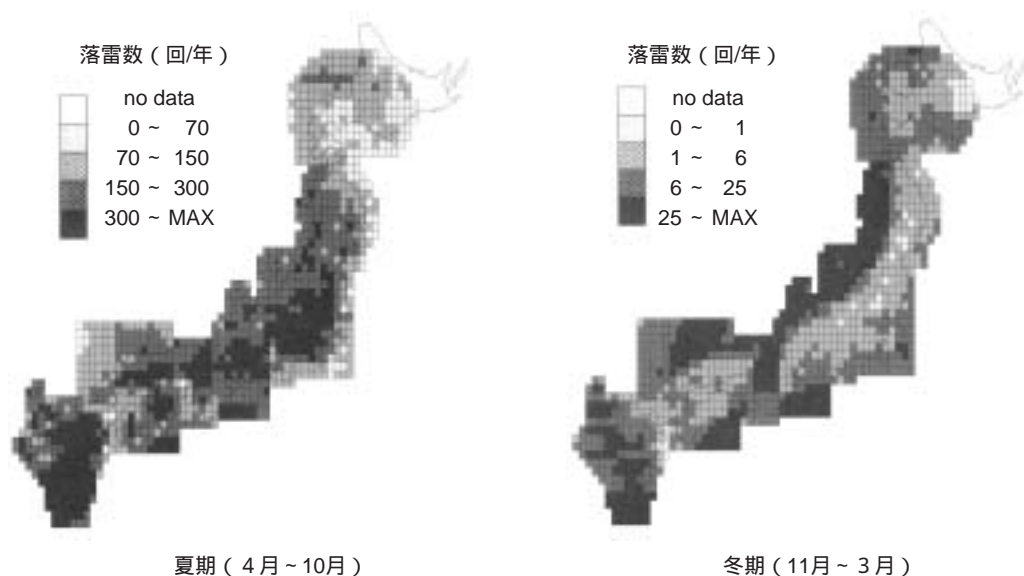 落雷数（回/年）
no data
0 ~ 70
70 ~ 150
150 ~ 300
300 ~ MAX
夏期（４月～10月）
落雷数（回/年）
no data
0 ~ 1
1 ~ 6
6 ~ 25
25 ~ MAX
冬期（11月～３月）